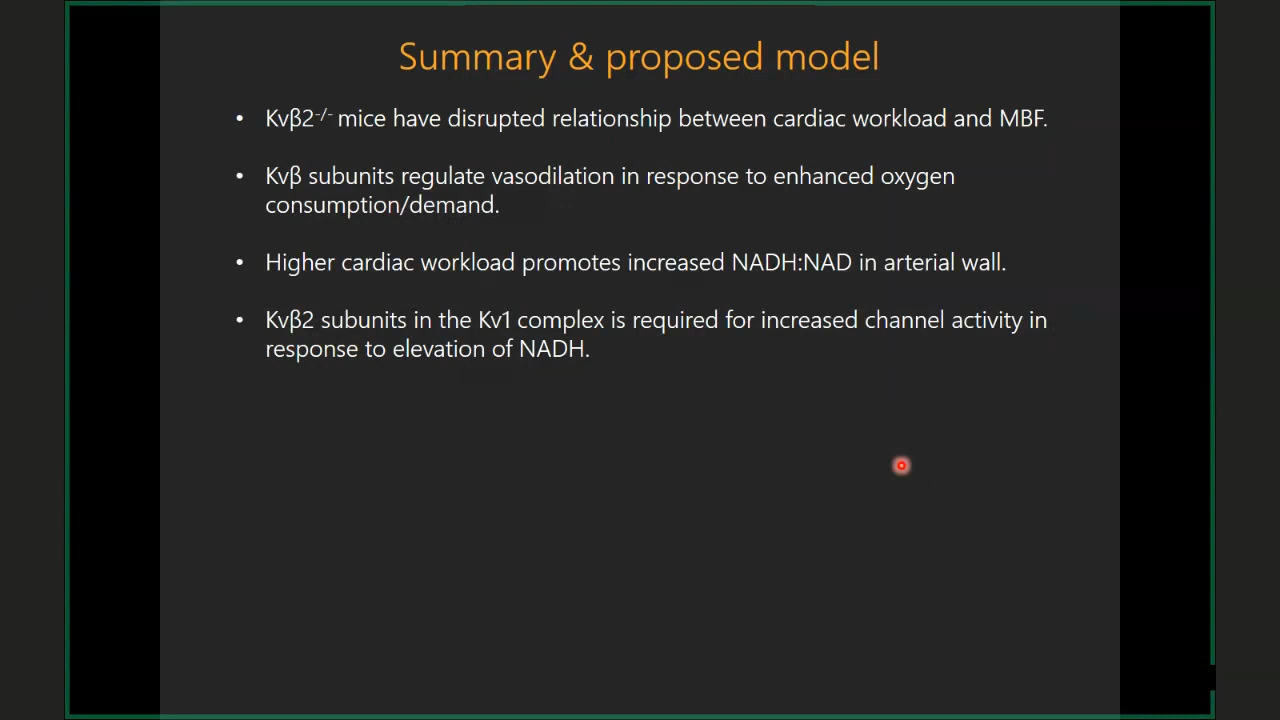 Summary & proposed model
• Kvβ2-/- mice have disrupted relationship between cardiac workload and MBF.
• Kvβ subunits regulate vasodilation in response to enhanced oxygen
consumption/demand.
• Higher cardiac workload promotes increased NADH:NAD in arterial wall.
• Kvβ2 subunits in the Kv1 complex is required for increased channel activity in
response to elevation of NADH.